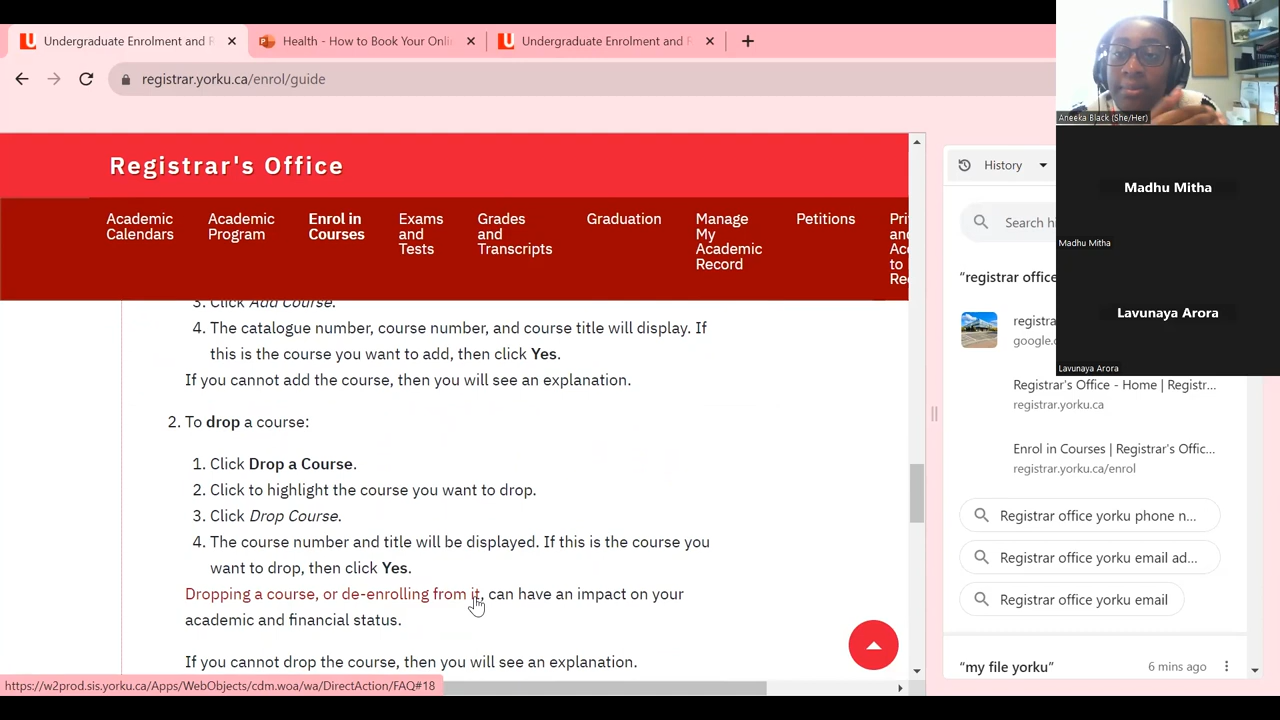 Undergraduate Enrolment and R
Health - How to Book Your Onli
Undergraduate Enrolment and F
registrar.yorku.ca/enrol/guide
Registrar's Office
Academic Calendars
Academic Program
Enrol in Courses
Exams and Tests
Grades and Transcripts
Graduation
Manage My Academic Record
Petitions
Pri
and
Acc
to
Rec
3. Click Add Course.
4. The catalogue number, course number, and course title will display. If
this is the course you want to add, then click Yes.
If you cannot add the course, then you will see an explanation.
2. To drop a course:
1. Click Drop a Course.
2. Click to highlight the course you want to drop.
3. Click Drop Course.
4. The course number and title will be displayed. If this is the course you
want to drop, then click Yes.
Dropping a course, or de-enrolling from it, can have an impact on your
academic and financial status.
If you cannot drop the course, then you will see an explanation.
https://w2prod.sis.yorku.ca/Apps/WebObjects/cdm.woa/wa/DirectAction/FAQ#18
History
Search hi
"registrar office
registra
google.c
Registrar's Office - Home | Registr...
registrar.yorku.ca
Enrol in Courses | Registrar's Offic...
registrar.yorku.ca/enrol
Registrar office yorku phone n...
Registrar office yorku email ad...
Registrar office yorku email
"my file yorku"
6 mins ago
Aneeka Black (She/Her)
Madhu Mitha
Madhu Mitha
Lavunaya Arora
Lavunaya Arora